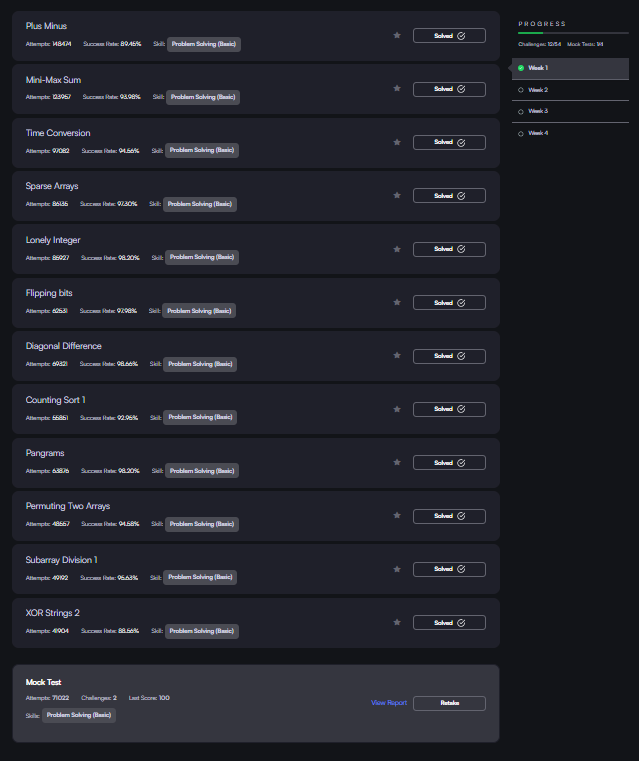 Plus Minus
Attempts: 148474 Success Rate: 89.45% Skill: Problem Solving (Basic)
Solved
Mini-Max Sum
Attempts: 123957 Success Rate: 93.98% Skill: Problem Solving (Basic)
Solved
Time Conversion
Attempts: 97082 Success Rate: 94.56% Skill: Problem Solving (Basic)
Solved
Sparse Arrays
Attempts: 86135 Success Rate: 97.30% Skill: Problem Solving (Basic)
Solved
Lonely Integer
Attempts: 85927 Success Rate: 98.20% Skill: Problem Solving (Basic)
Solved
Flipping bits
Attempts: 62531 Success Rate: 97.98% Skill: Problem Solving (Basic)
Solved
Diagonal Difference
Attempts: 69321 Success Rate: 98.66% Skill: Problem Solving (Basic)
Solved
Counting Sort 1
Attempts: 55851 Success Rate: 92.95% Skill: Problem Solving (Basic)
Solved
Pangrams
Attempts: 63876 Success Rate: 98.20% Skill: Problem Solving (Basic)
Solved
Permuting Two Arrays
Attempts: 48657 Success Rate: 94.58% Skill: Problem Solving (Basic)
Solved
Subarray Division 1
Attempts: 49192 Success Rate: 95.63% Skill: Problem Solving (Basic)
Solved
XOR Strings 2
Attempts: 41904 Success Rate: 88.56% Skill: Problem Solving (Basic)
Solved
Mock Test
Attempts: 71022 Challenges: 2 Last Score: 100
Skills: Problem Solving (Basic)
View Report Retake
PROGRESS
Challenges: 12/54 Mock Tests: 1/4
Week 1
Week 2
Week 3
Week 4